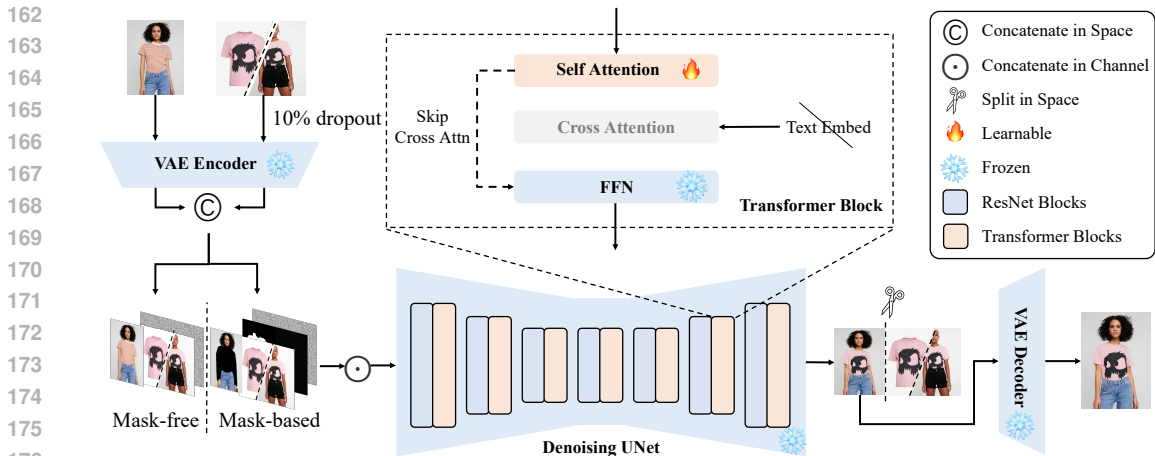 162
163
164
165
166
167
168
169
170
171
172
173
174
175
10% dropout
VAE Encoder
C
Mask-free
Mask-based
Self Attention
Skip
Cross Attn
Cross Attention
Text Embed
FFN
Transformer Block
Denoising UNet
VAE Decoder
C Concatenate in Space
Concatenate in Channel
Split in Space
Learnable
Frozen
ResNet Blocks
Transformer Blocks